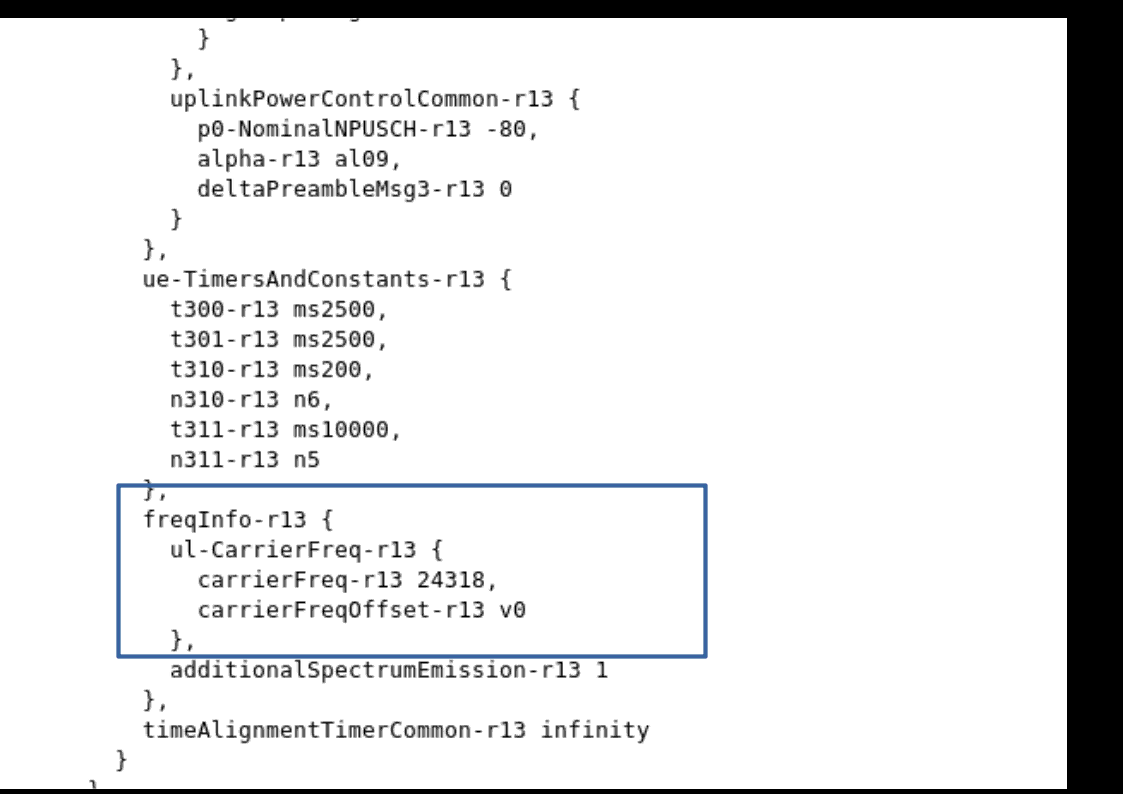 }
},
uplinkPowerControlCommon-r13 {
p0-NominalNPUSCH-r13 -80,
alpha-r13 al09,
deltaPreambleMsg3-r13 0
}
},
ue-TimersAndConstants-r13 {
t300-r13 ms2500,
t301-r13 ms2500,
t310-r13 ms200,
n310-r13 n6,
t311-r13 ms10000,
n311-r13 n5
},
freqInfo-r13 {
ul-CarrierFreq-r13 {
carrierFreq-r13 24318,
carrierFreqOffset-r13 v0
},
additionalSpectrumEmission-r13 1
},
timeAlignmentTimerCommon-r13 infinity
}